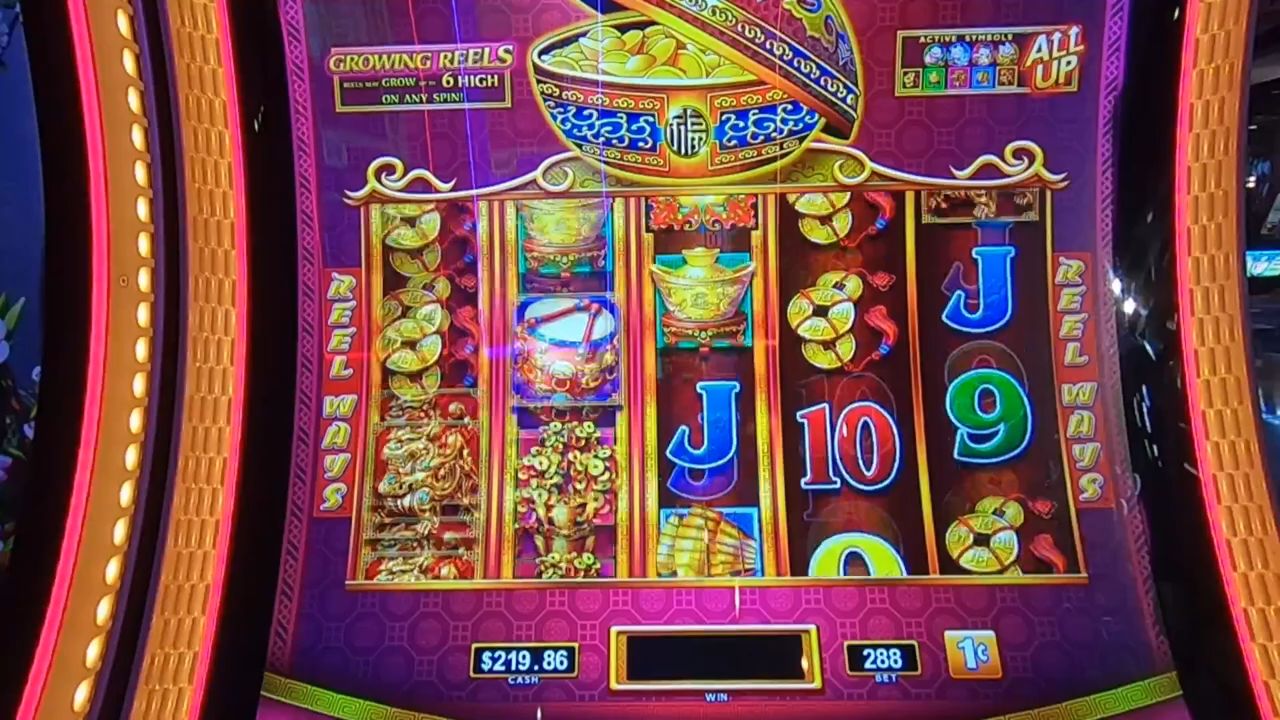 GROWING REELS
REELS MAY GROW UP TO 6 HIGH
ON ANY SPIN!
ACTIVE SYMBOLS
ALL
UP
福
REEL WAYS
REEL WAYS
J
9
J
10
$219.86
CASH
WIN
288
BET
1¢